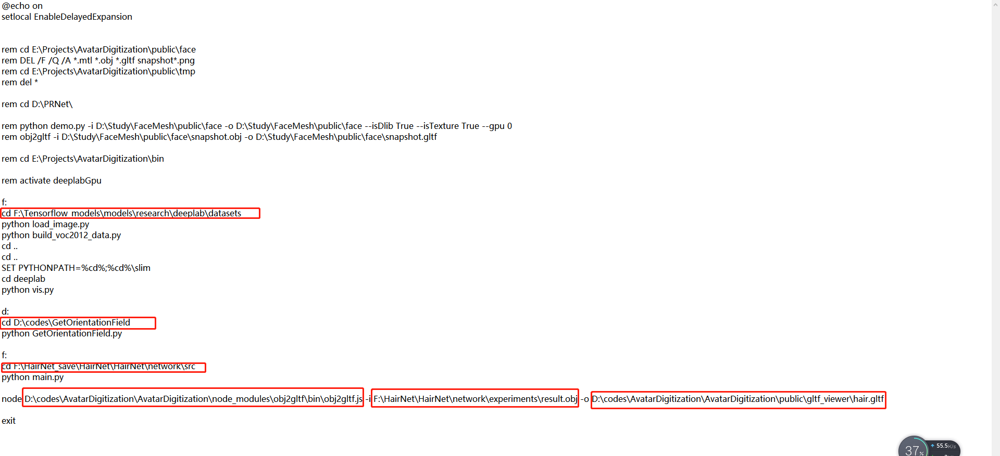 @echo on
setlocal EnableDelayedExpansion
rem cd E:\Projects\AvatarDigitization\public\face
rem DEL /F /Q /A *.mtl *.obj *.gltf snapshot*.png
rem cd E:\Projects\AvatarDigitization\public\tmp
rem del *
rem cd D:\PRNet\
rem python demo.py -i D:\Study\FaceMesh\public\face -o D:\Study\FaceMesh\public\face --isDlib True --isTexture True --gpu 0
rem obj2gltf -i D:\Study\FaceMesh\public\face\snapshot.obj -o D:\Study\FaceMesh\public\face\snapshot.gltf
rem cd E:\Projects\AvatarDigitization\bin
rem activate deeplabGpu
f:
cd F:\Tensorflow_models\models\research\deeplab\datasets
python load_image.py
python build_voc2012_data.py
cd ..
cd ..
SET PYTHONPATH=%cd%;%cd%\slim
cd deeplab
python vis.py
d:
cd D:\codes\GetOrientationField
python GetOrientationField.py
f:
cd F:\HairNet_save\HairNet\HairNet\network\src
python main.py
node D:\codes\AvatarDigitization\AvatarDigitization\node_modules\obj2gltf\bin\obj2gltf.js -i F:\HairNet\HairNet\network\experiments\result.obj -o D:\codes\AvatarDigitization\AvatarDigitization\public\gltf_viewer\hair.gltf
exit
37%
55.5K/s